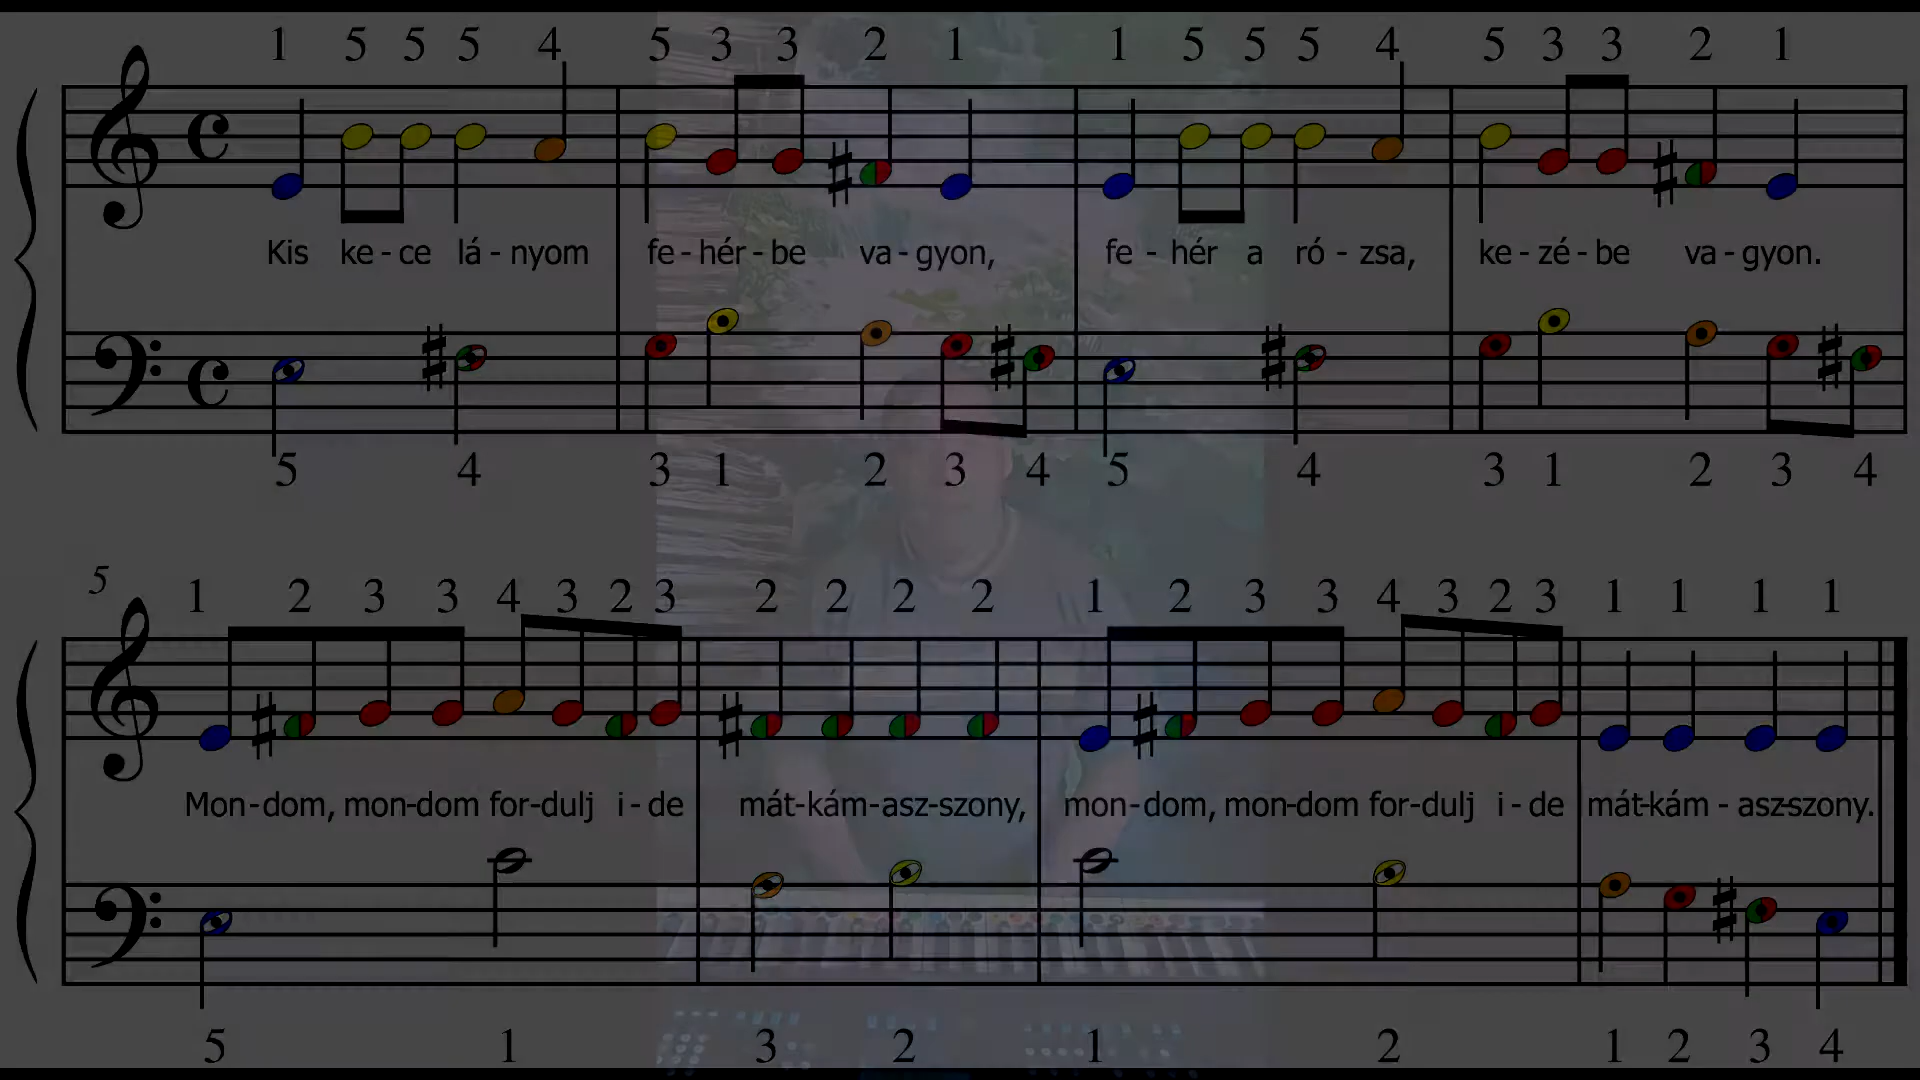 1 5 5 5 4 5 3 3 2 1 1 5 5 5 4 5 3 3 2 1
Kis ke - ce lá - nyom fe - hér - be va - gyon, fe - hér a ró - zsa, ke - zé - be va - gyon.
5 4 3 1 2 3 4 5 4 3 1 2 3 4
5
1 2 3 3 4 3 2 3 2 2 2 2 1 2 3 3 4 3 2 3 1 1 1 1
Mon-dom, mon-dom for-dulj i-de mát-kám-asz-szony, mon-dom, mon-dom for-dulj i-de mát-kám - asz-szony.
5 1 3 2 1 2 1 2 3 4